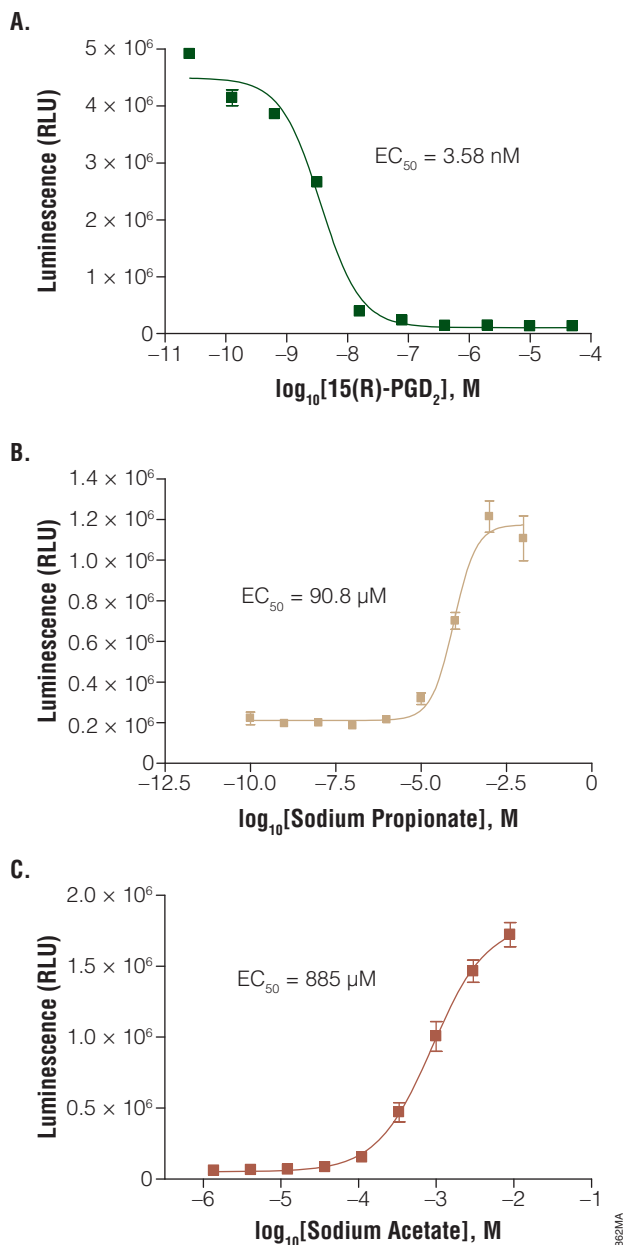 A.
Luminescence (RLU)
5 × 10⁶
4 × 10⁶
3 × 10⁶
2 × 10⁶
1 × 10⁶
0
EC₅₀ = 3.58 nM
–11 –10 –9 –8 –7 –6 –5 –4
log₁₀[15(R)-PGD₂], M
B.
Luminescence (RLU)
1.4 × 10⁶
1.2 × 10⁶
1.0 × 10⁶
0.8 × 10⁶
0.6 × 10⁶
0.4 × 10⁶
0.2 × 10⁶
0
EC₅₀ = 90.8 µM
–12.5 –10.0 –7.5 –5.0 –2.5 0
log₁₀[Sodium Propionate], M
C.
Luminescence (RLU)
2.0 × 10⁶
1.5 × 10⁶
1.0 × 10⁶
0.5 × 10⁶
0
EC₅₀ = 885 µM
–6 –5 –4 –3 –2 –1
log₁₀[Sodium Acetate], M